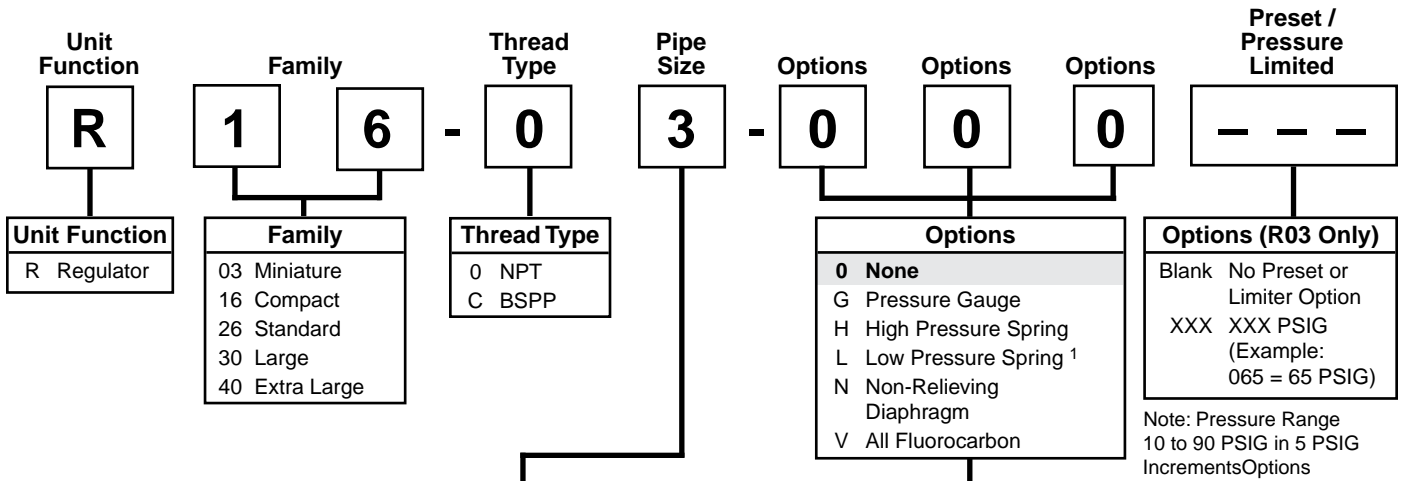 Unit Function
Family
Thread Type
Pipe Size
Options
Options
Options
Preset / Pressure Limited
R 1 6 - 0 3 - 0 0 0 – – –
Unit Function
R Regulator
Family
03 Miniature
16 Compact
26 Standard
30 Large
40 Extra Large
Thread Type
0 NPT
C BSPP
Options
0 None
G Pressure Gauge
H High Pressure Spring
L Low Pressure Spring 1
N Non-Relieving
Diaphragm
V All Fluorocarbon
Options (R03 Only)
Blank No Preset or
Limiter Option
XXX XXX PSIG
(Example:
065 = 65 PSIG)
Note: Pressure Range
10 to 90 PSIG in 5 PSIG
IncrementsOptions